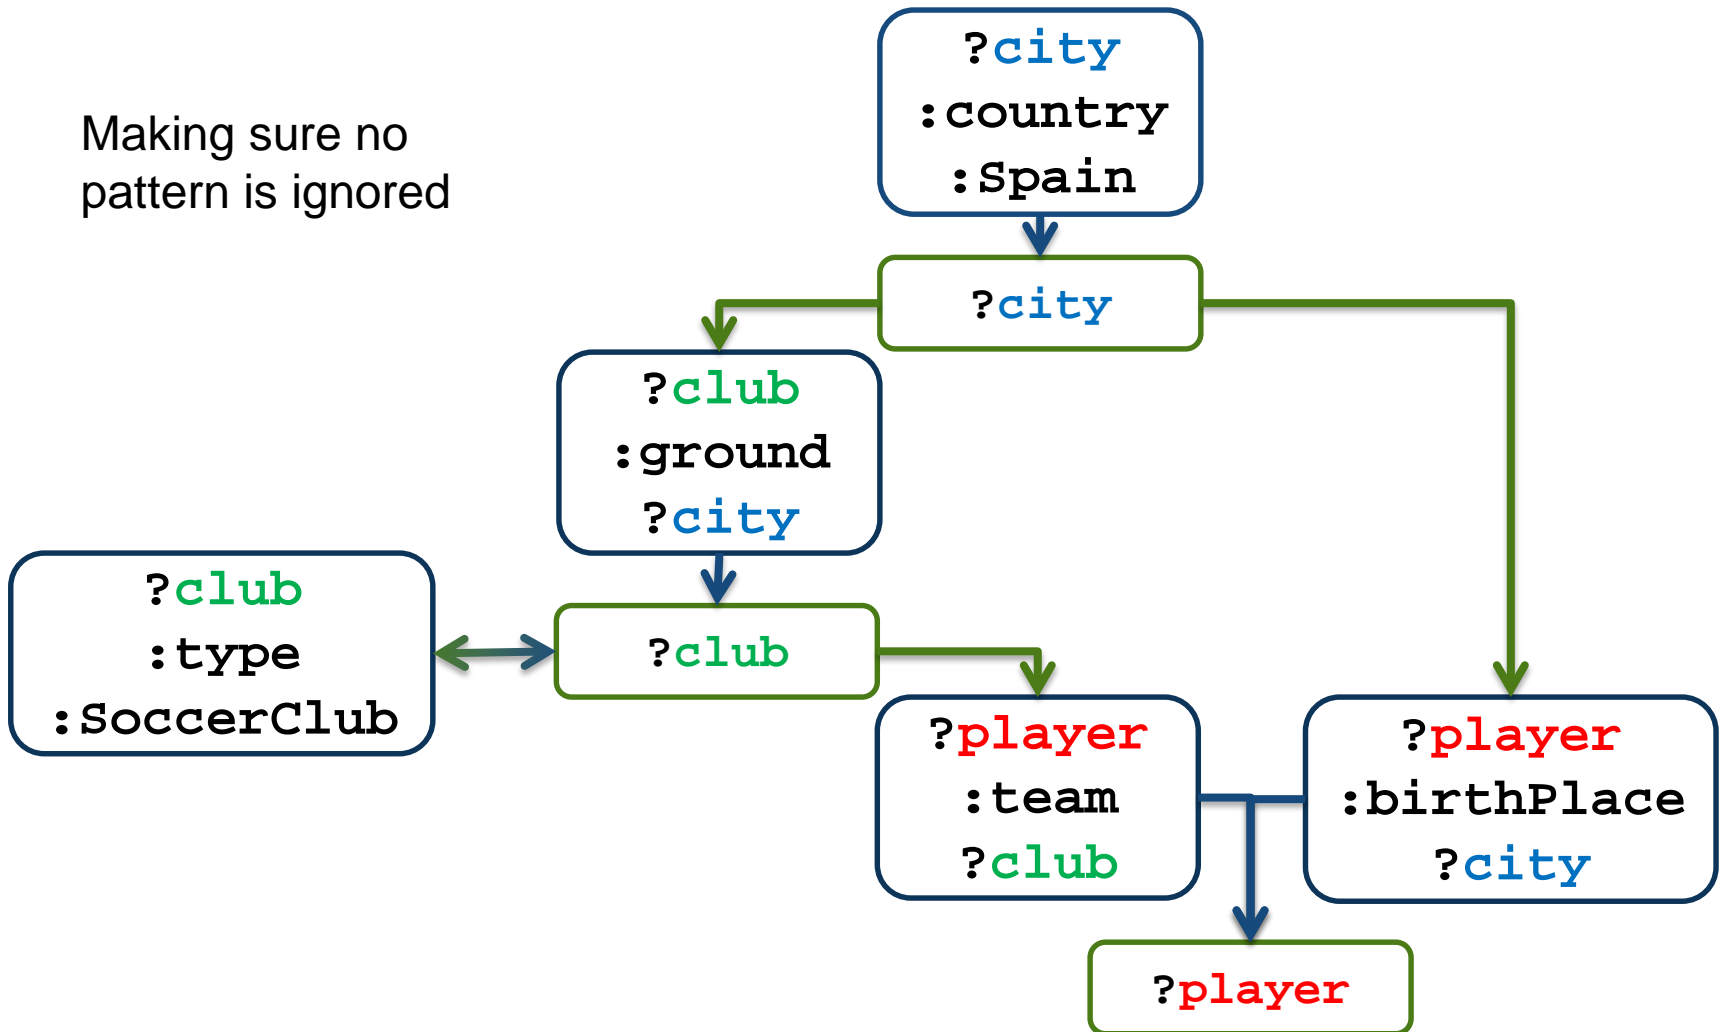 Making sure no
pattern is ignored
?city
:country
:Spain
?city
?club
:ground
?city
?club
:type
:SoccerClub
?club
?player
:team
?club
?player
:birthPlace
?city
?player